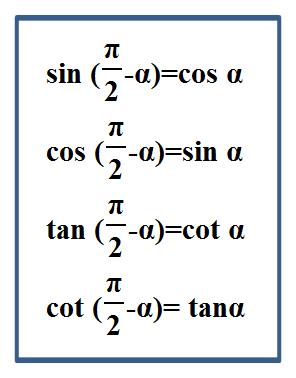 sin (π/2-α)=cos α
cos (π/2-α)=sin α
tan (π/2-α)=cot α
cot (π/2-α)= tanα